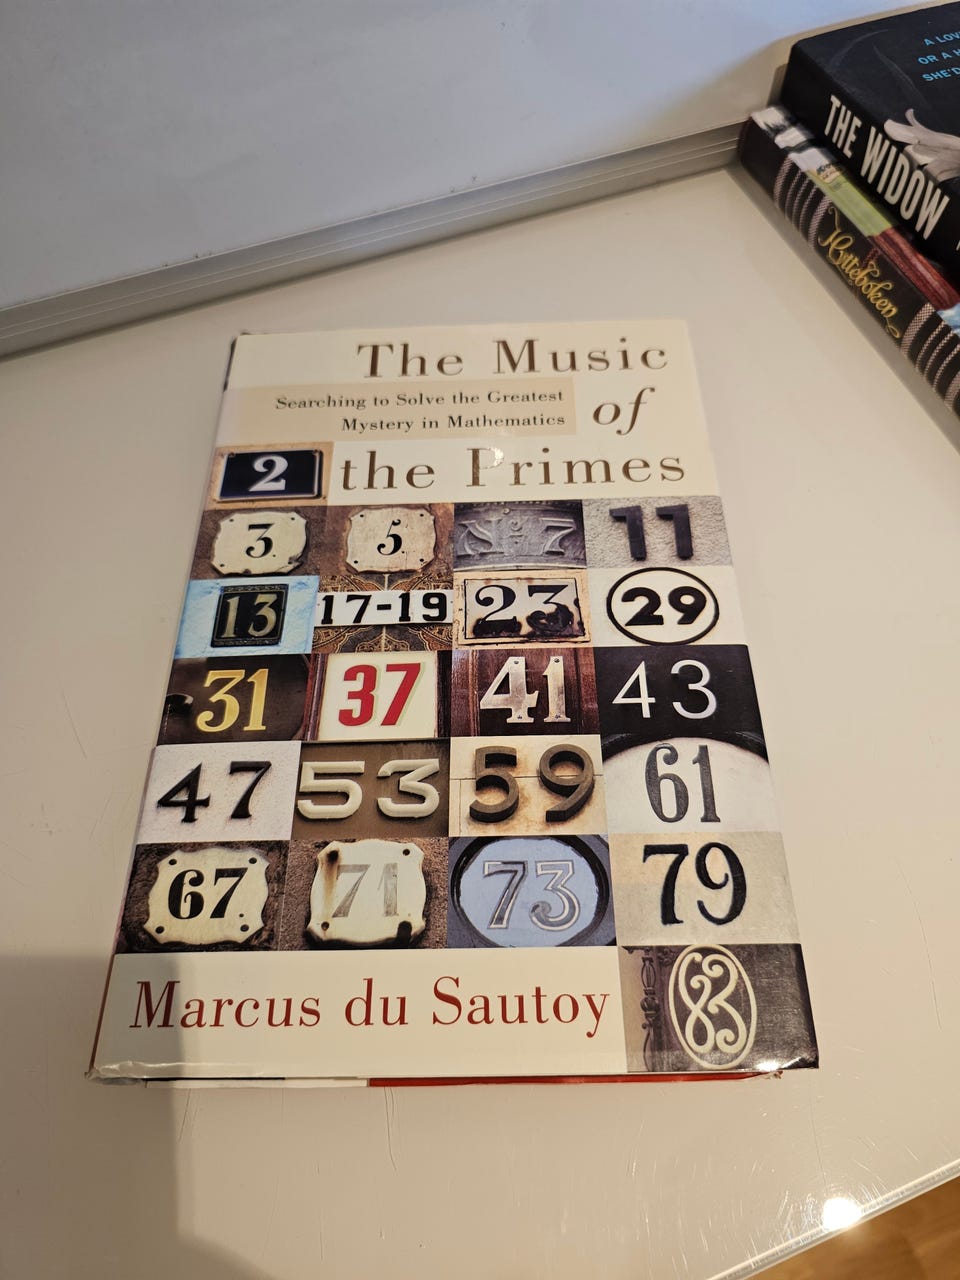 The Music
Searching to Solve the Greatest
Mystery in Mathematics
of
2
the Primes
3 5 Nº 7 11
13 17-19 23 29
31 37 41 43
47 53 59 61
67 71 73 79
Marcus du Sautoy
83
THE WIDOW
Hytteboken